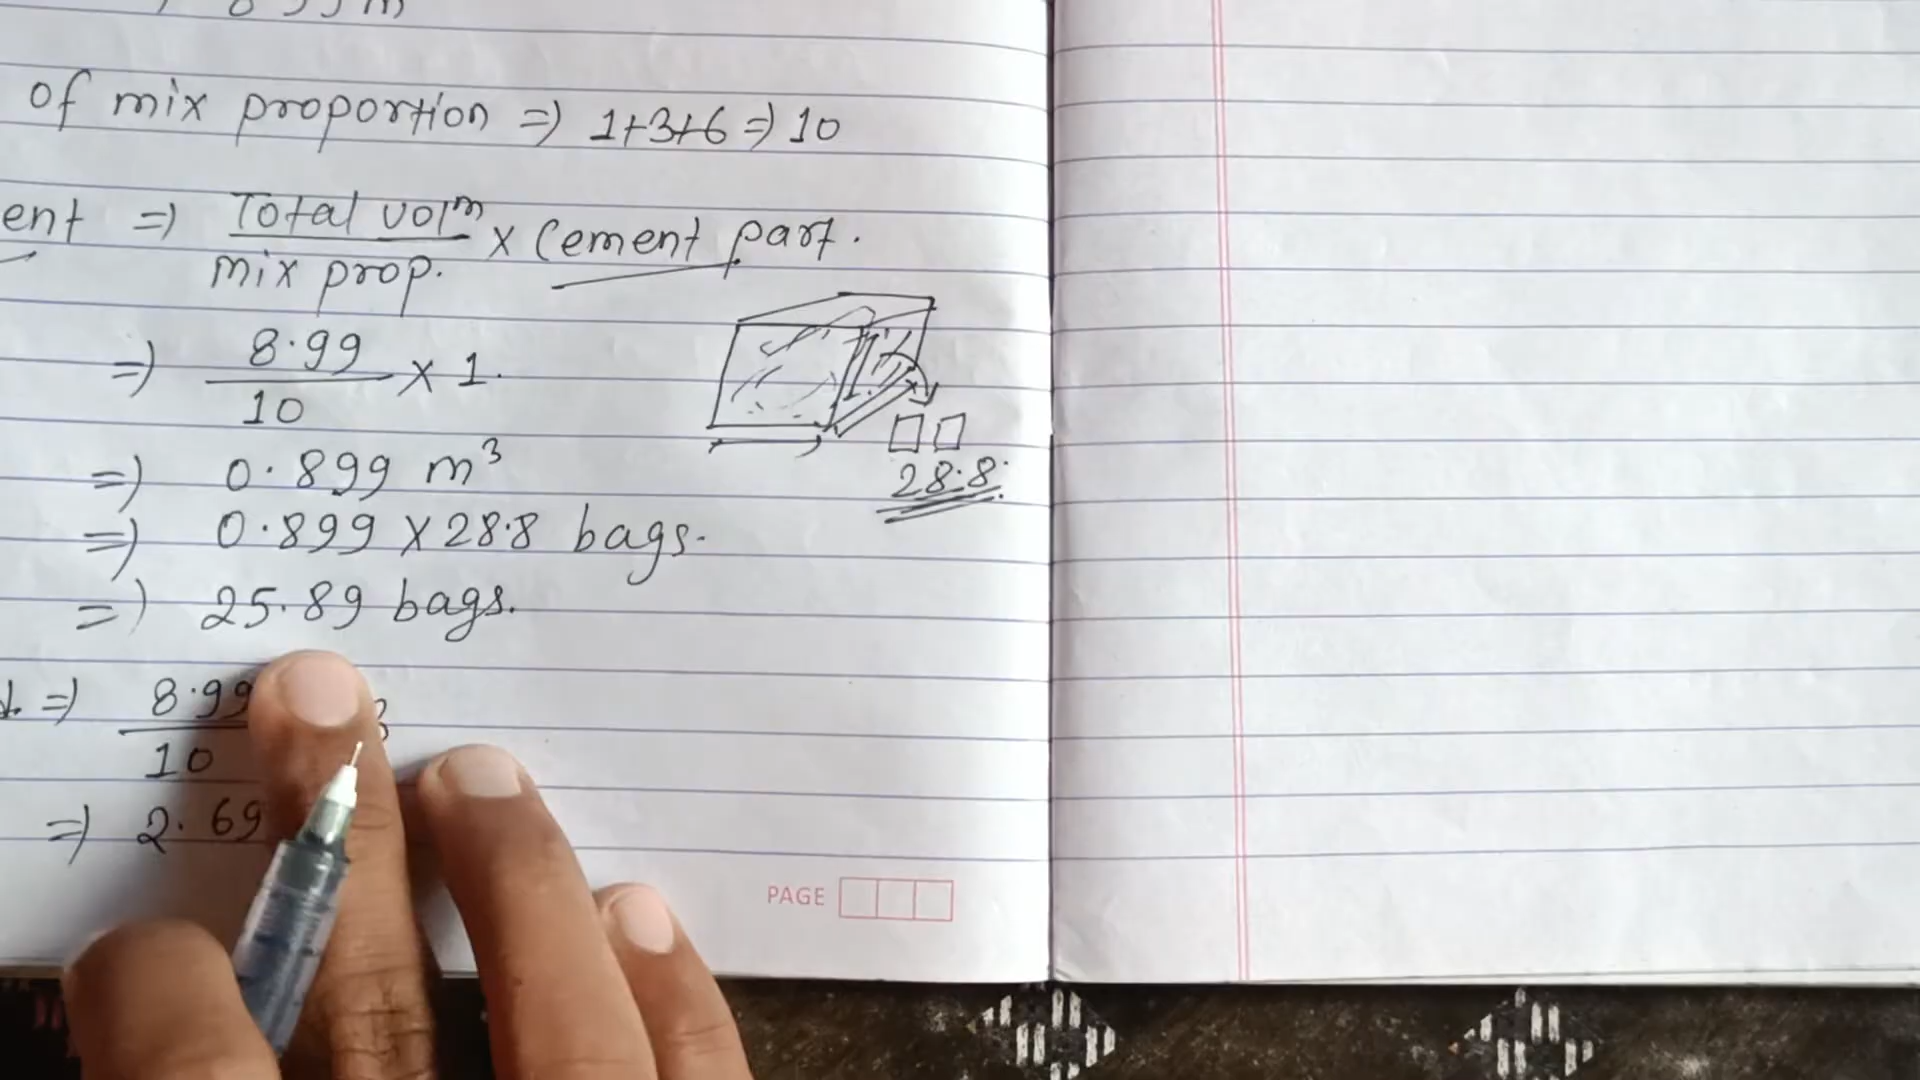 of mix proportion => 1+3+6 => 10
ent => Total volm
x Cement part.
mix prop.
=> 8.99
x 1.
10
=> 0.899 m³
28.8.
=> 0.899 x 28.8 bags.
=> 25.89 bags.
=> 8.99
3
10
=> 2.69
PAGE